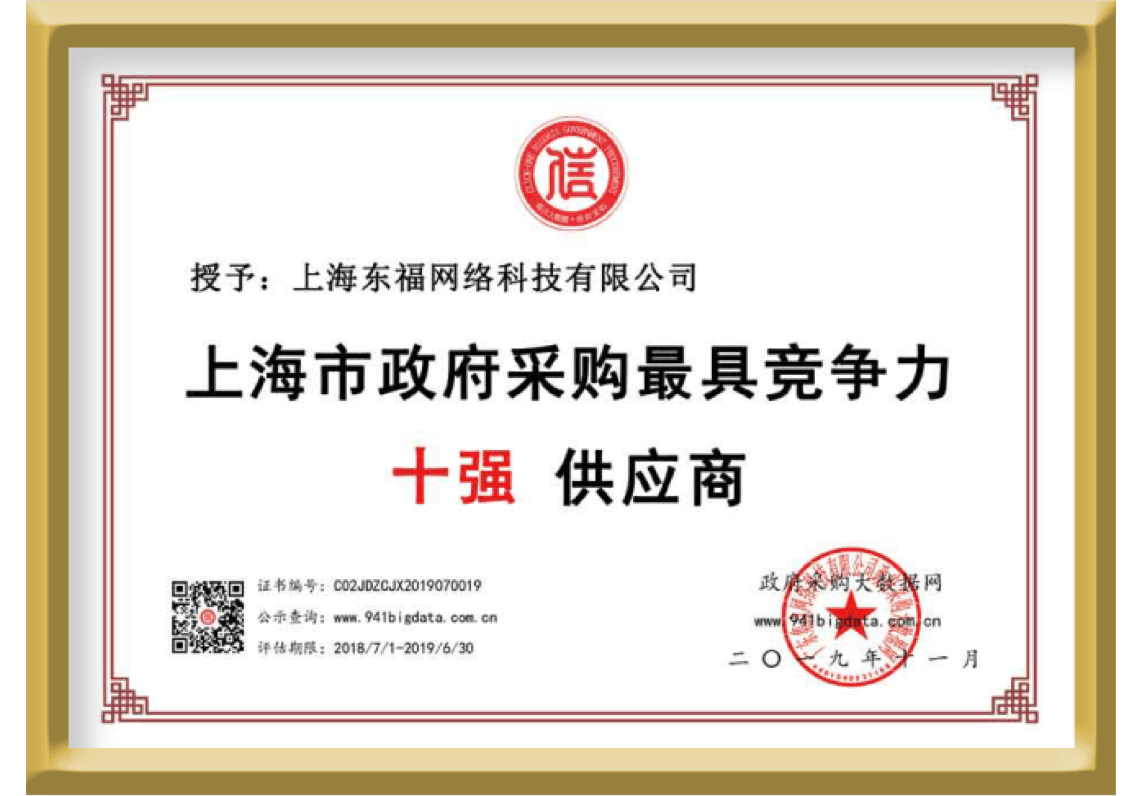 信
授予：上海东福网络科技有限公司
上海市政府采购最具竞争力
十强 供应商
证书编号：C02JDZCJX2019070019
公示查询：www.941bigdata.com.cn
评估期限：2018/7/1-2019/6/30
政府采购大数据网
www.941bigdata.com.cn
二〇一九年十一月